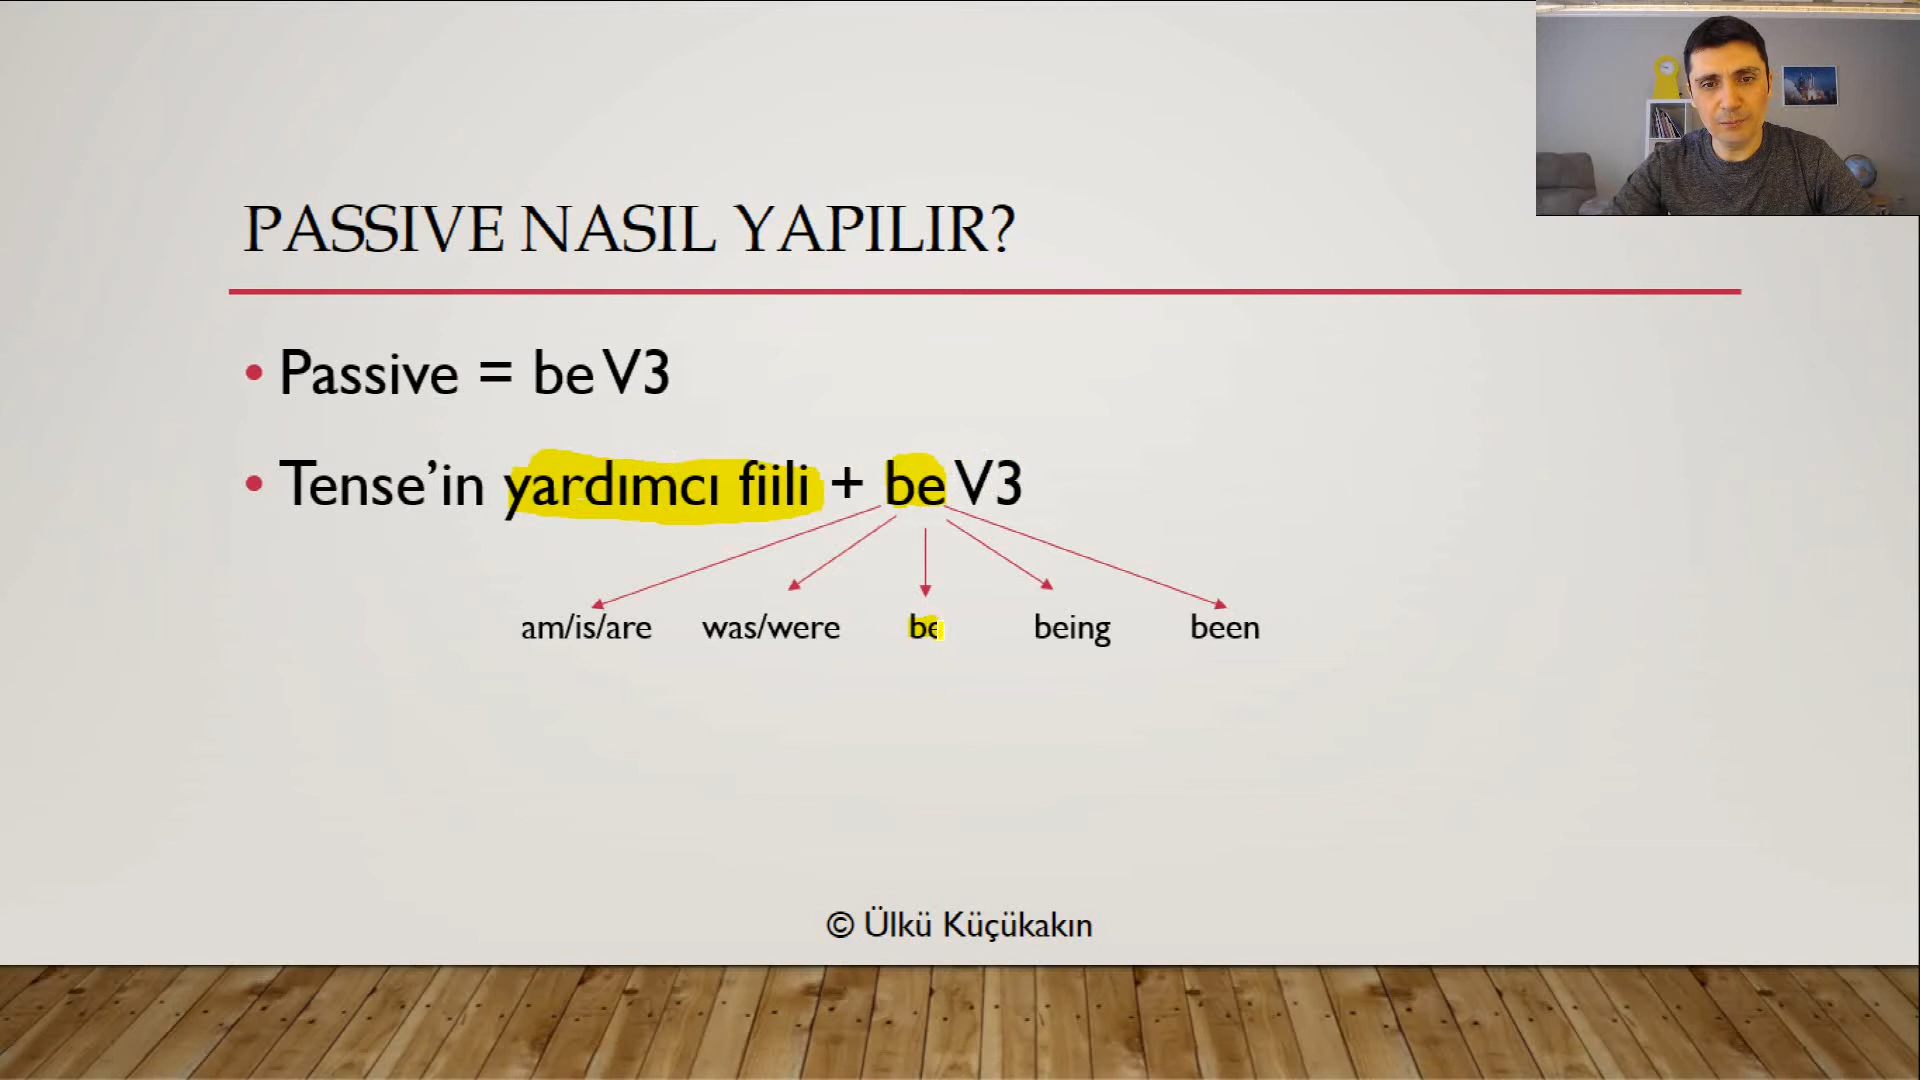 PASSIVE NASIL YAPILIR?
• Passive = be V3
• Tense’in yardımcı fiili + be V3
am/is/are was/were be being been
© Ülkü Küçükakın